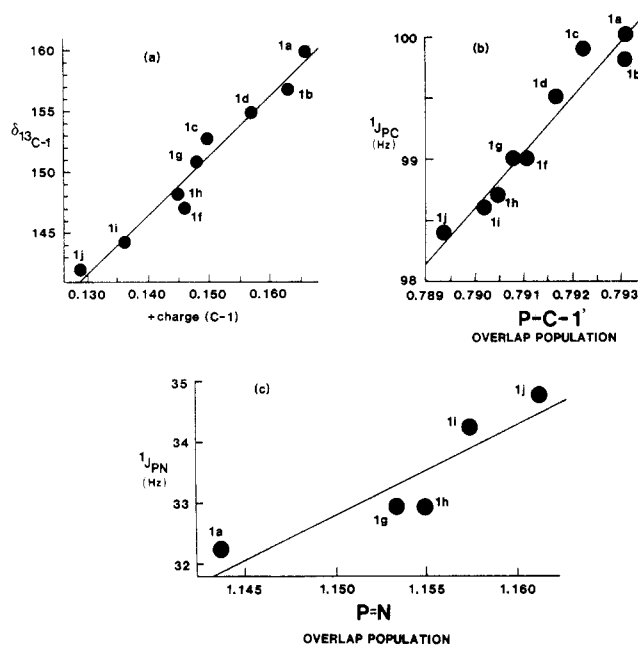 (a)
160
155
150
145
δ13C-1
1a
1b
1d
1c
1g
1h
1f
1i
1j
0.130 0.140 0.150 0.160
+charge (C-1)
(b)
100
99
98
1JPC
(Hz)
1a
1c
1b
1d
1g
1f
1h
1i
1j
0.789 0.790 0.791 0.792 0.793
P-C-1'
OVERLAP POPULATION
(c)
35
34
33
32
1JPN
(Hz)
1j
1i
1g
1h
1a
1.145 1.150 1.155 1.160
P=N
OVERLAP POPULATION